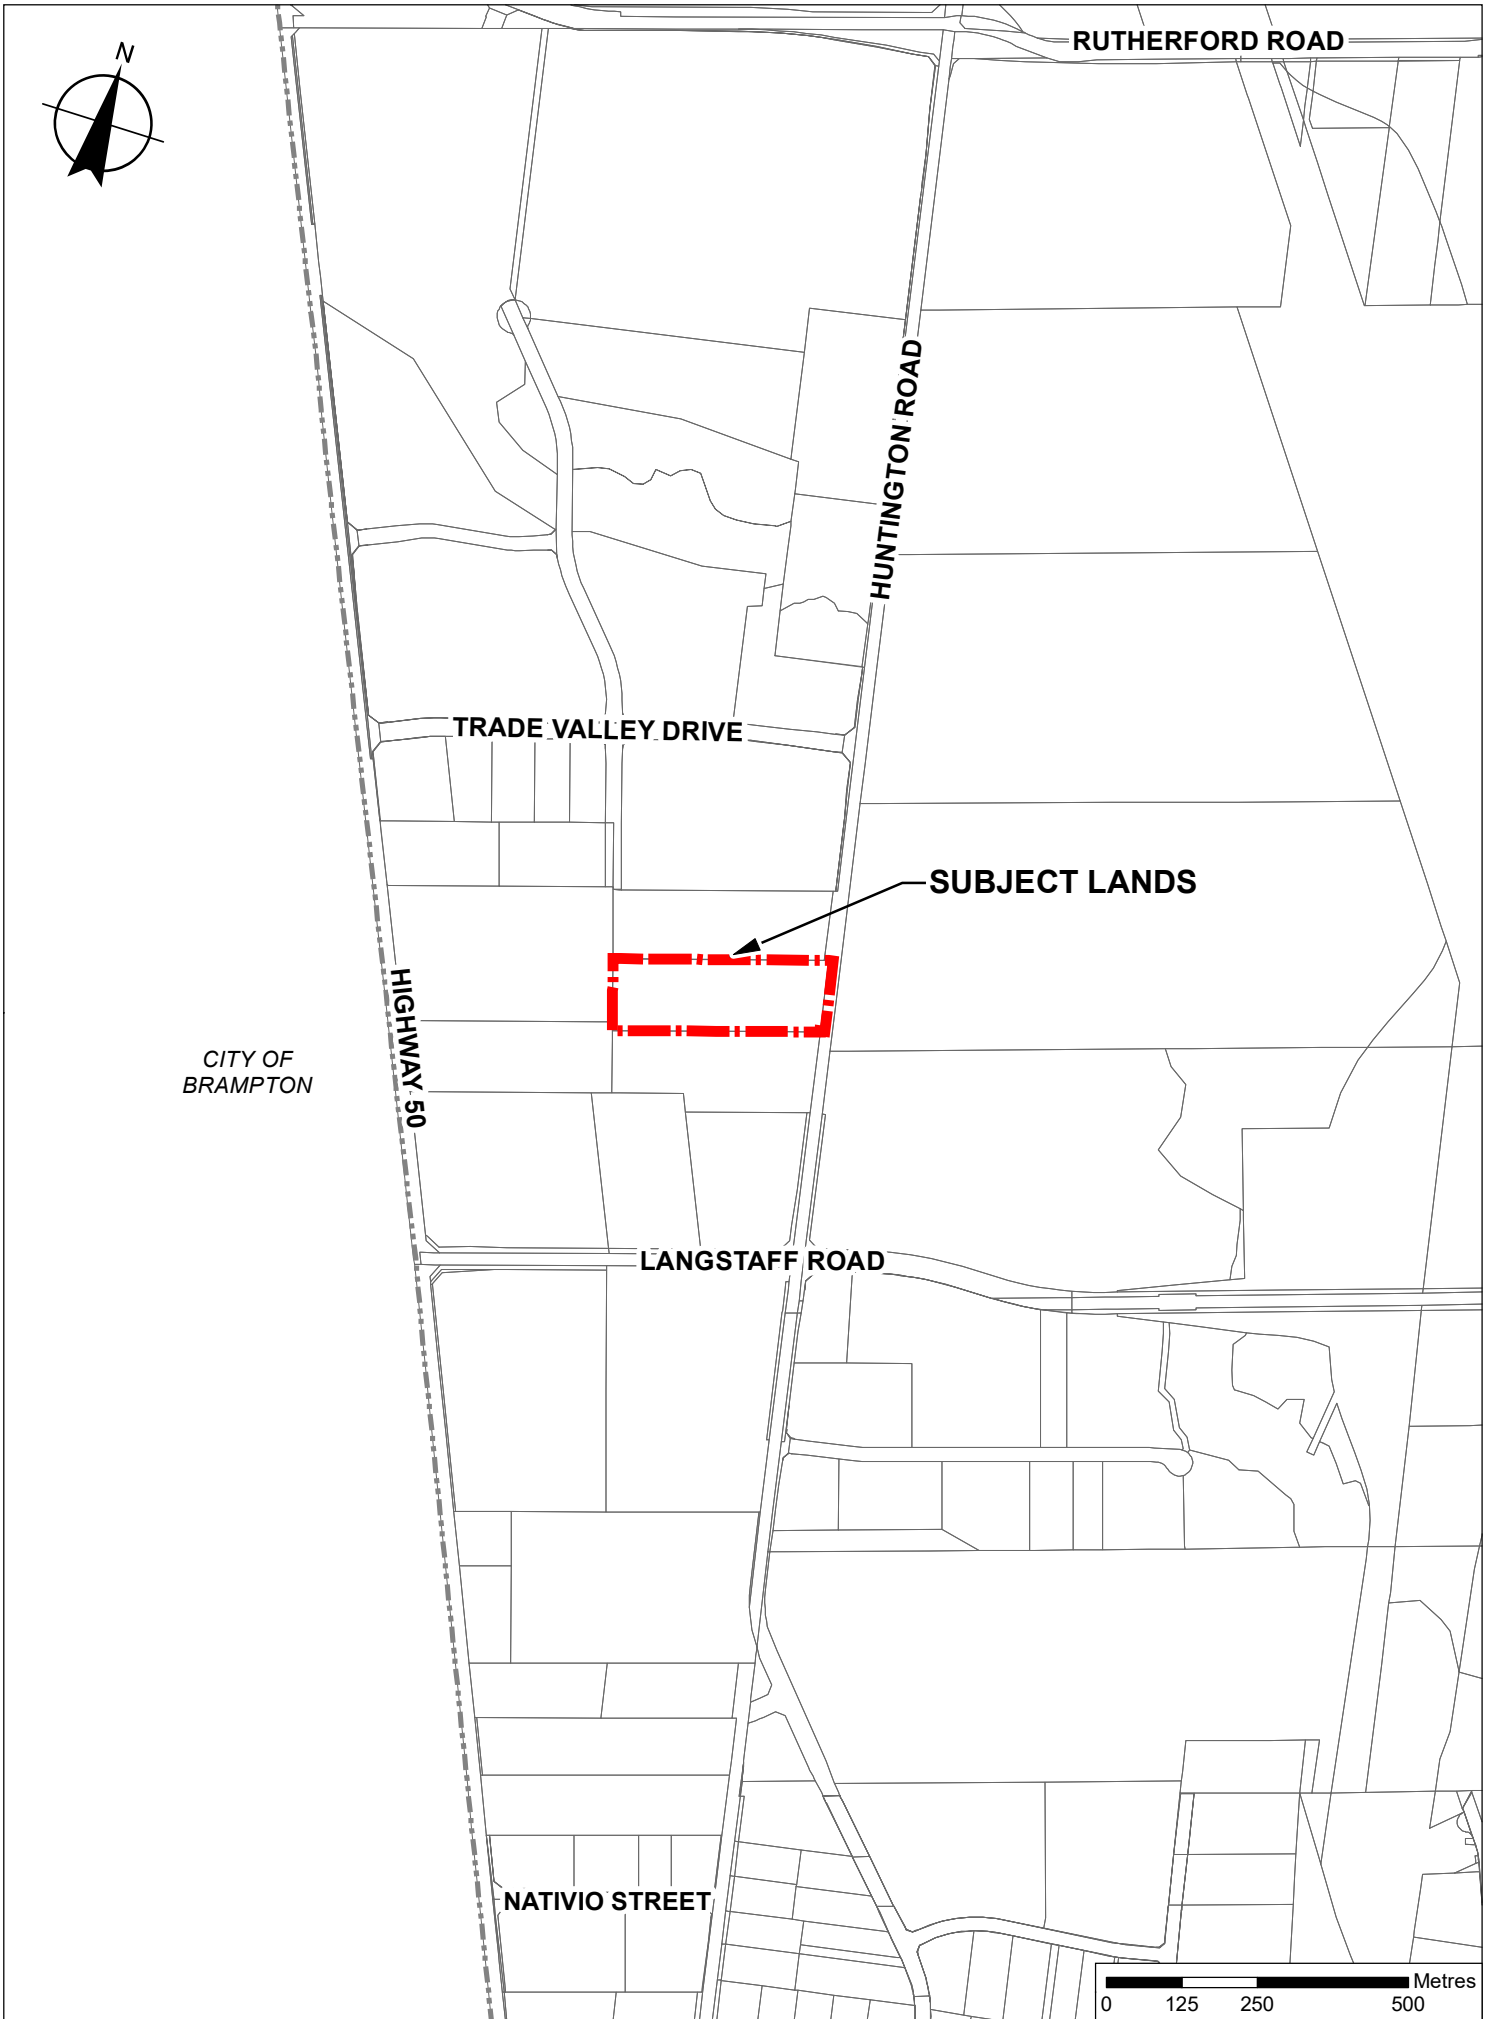 RUTHERFORD ROAD
N
HUNTINGTON ROAD
TRADE VALLEY DRIVE
SUBJECT LANDS
HIGHWAY 50
CITY OF
BRAMPTON
LANGSTAFF ROAD
NATIVIO STREET
Metres
0 125 250 500